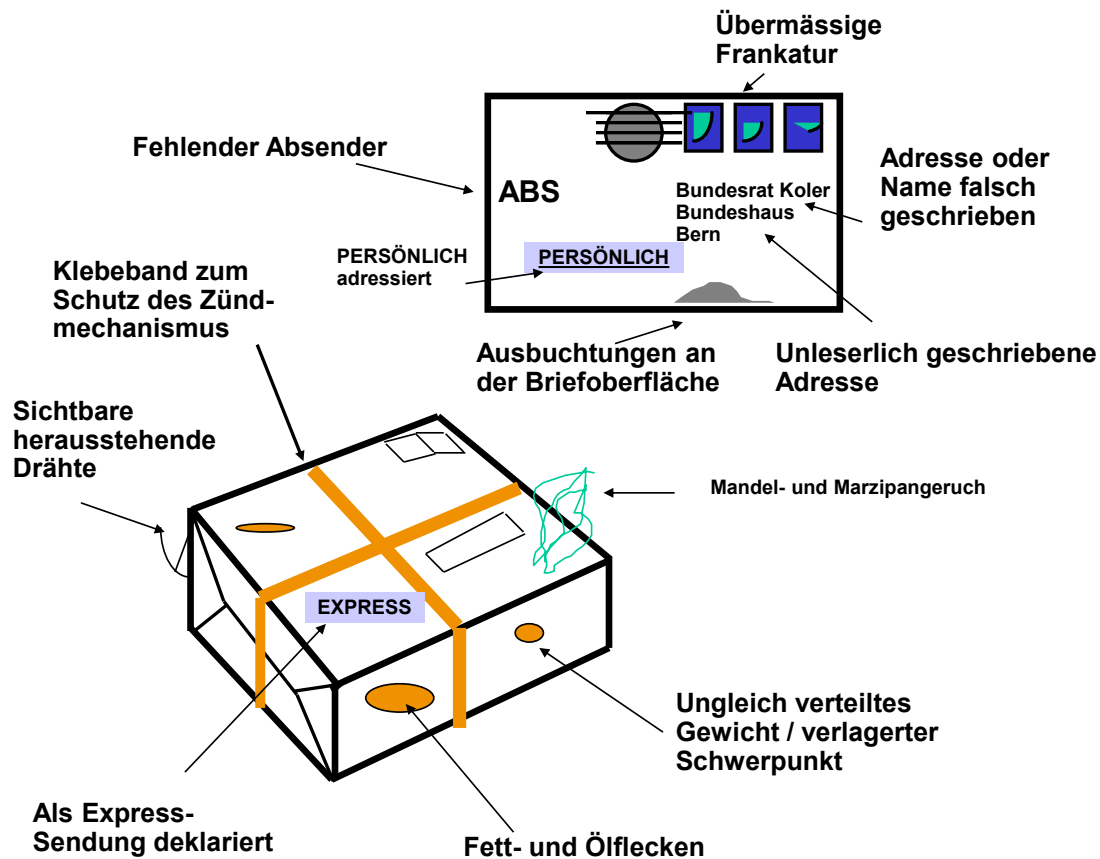 Übermässige
Frankatur
Fehlender Absender
ABS
Bundesrat Koler
Bundeshaus
Bern
Adresse oder
Name falsch
geschrieben
PERSÖNLICH
adressiert
PERSÖNLICH
Klebeband zum
Schutz des Zünd-
mechanismus
Ausbuchtungen an
der Briefoberfläche
Unleserlich geschriebene
Adresse
Sichtbare
herausstehende
Drähte
Mandel- und Marzipangeruch
EXPRESS
Ungleich verteiltes
Gewicht / verlagerter
Schwerpunkt
Als Express-
Sendung deklariert
Fett- und Ölflecken